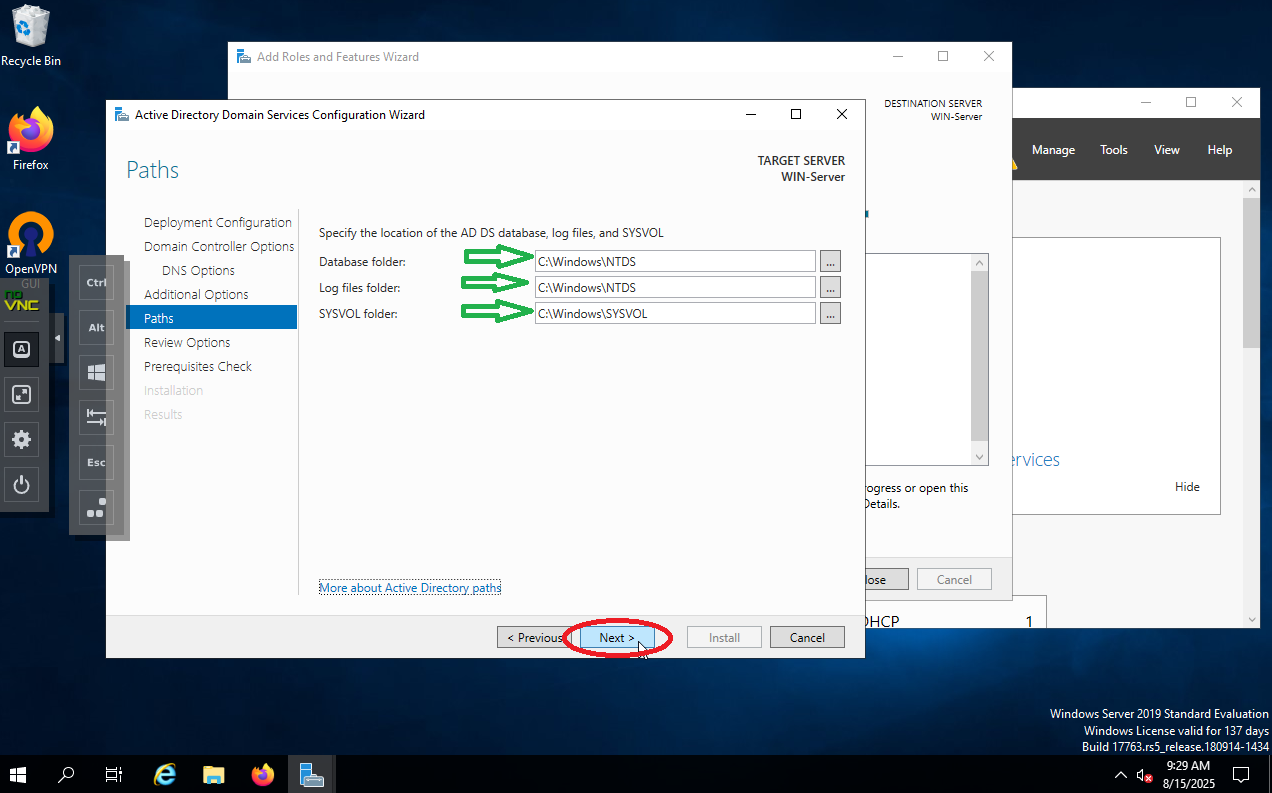 Recycle Bin
Firefox
OpenVPN
GUI
noVNC
A
Ctrl
Alt
Esc
Add Roles and Features Wizard
DESTINATION SERVER
WIN-Server
Manage
Tools
View
Help
Active Directory Domain Services Configuration Wizard
Paths
TARGET SERVER
WIN-Server
Deployment Configuration
Domain Controller Options
DNS Options
Additional Options
Paths
Review Options
Prerequisites Check
Installation
Results
Specify the location of the AD DS database, log files, and SYSVOL
Database folder:
C:\Windows\NTDS
...
Log files folder:
C:\Windows\NTDS
...
SYSVOL folder:
C:\Windows\SYSVOL
...
More about Active Directory paths
< Previous
Next >
Install
Cancel
rogress or open this
Details.
lose
Cancel
ervices
Hide
DHCP
1
Windows Server 2019 Standard Evaluation
Windows License valid for 137 days
Build 17763.rs5_release.180914-1434
9:29 AM
8/15/2025